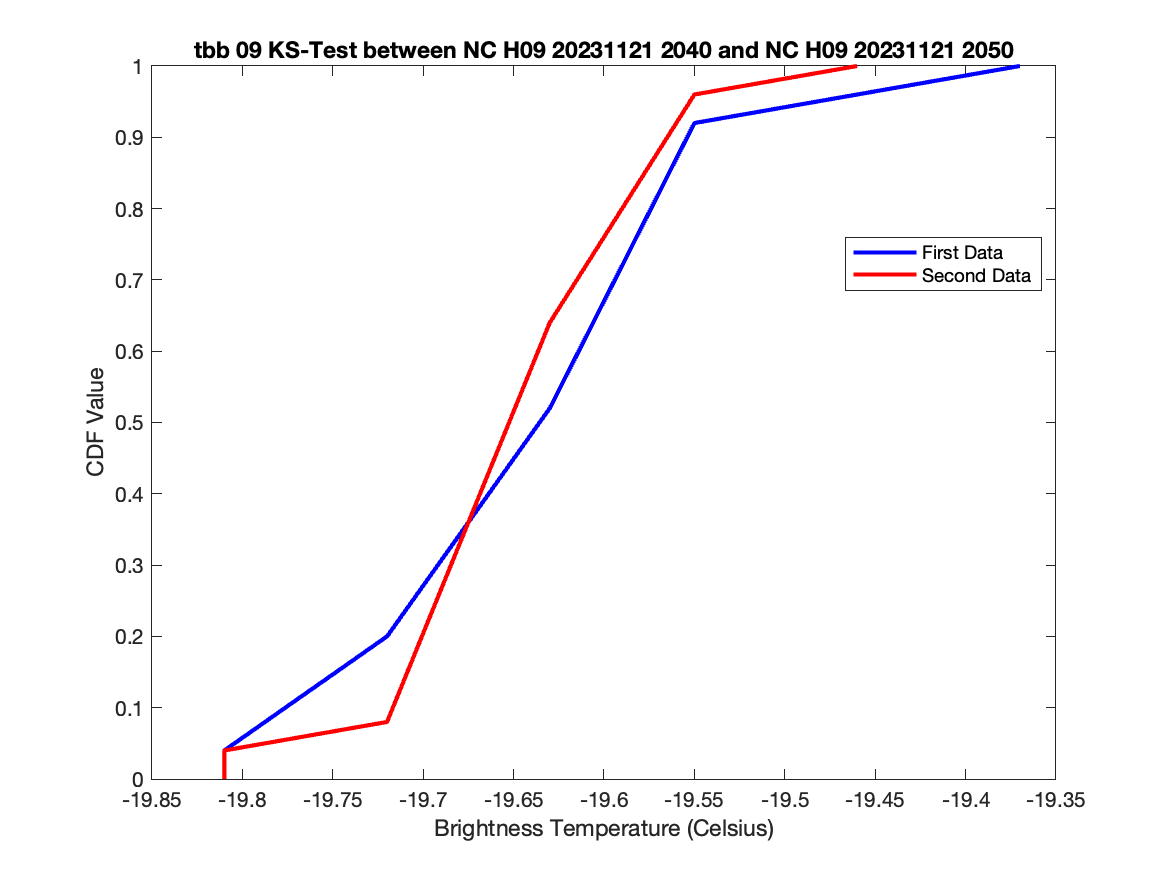 tbb 09 KS-Test between NC H09 20231121 2040 and NC H09 20231121 2050
1
0.9
0.8
0.7
0.6
0.5
0.4
0.3
0.2
0.1
0
CDF Value
First Data
Second Data
-19.85 -19.8 -19.75 -19.7 -19.65 -19.6 -19.55 -19.5 -19.45 -19.4 -19.35
Brightness Temperature (Celsius)